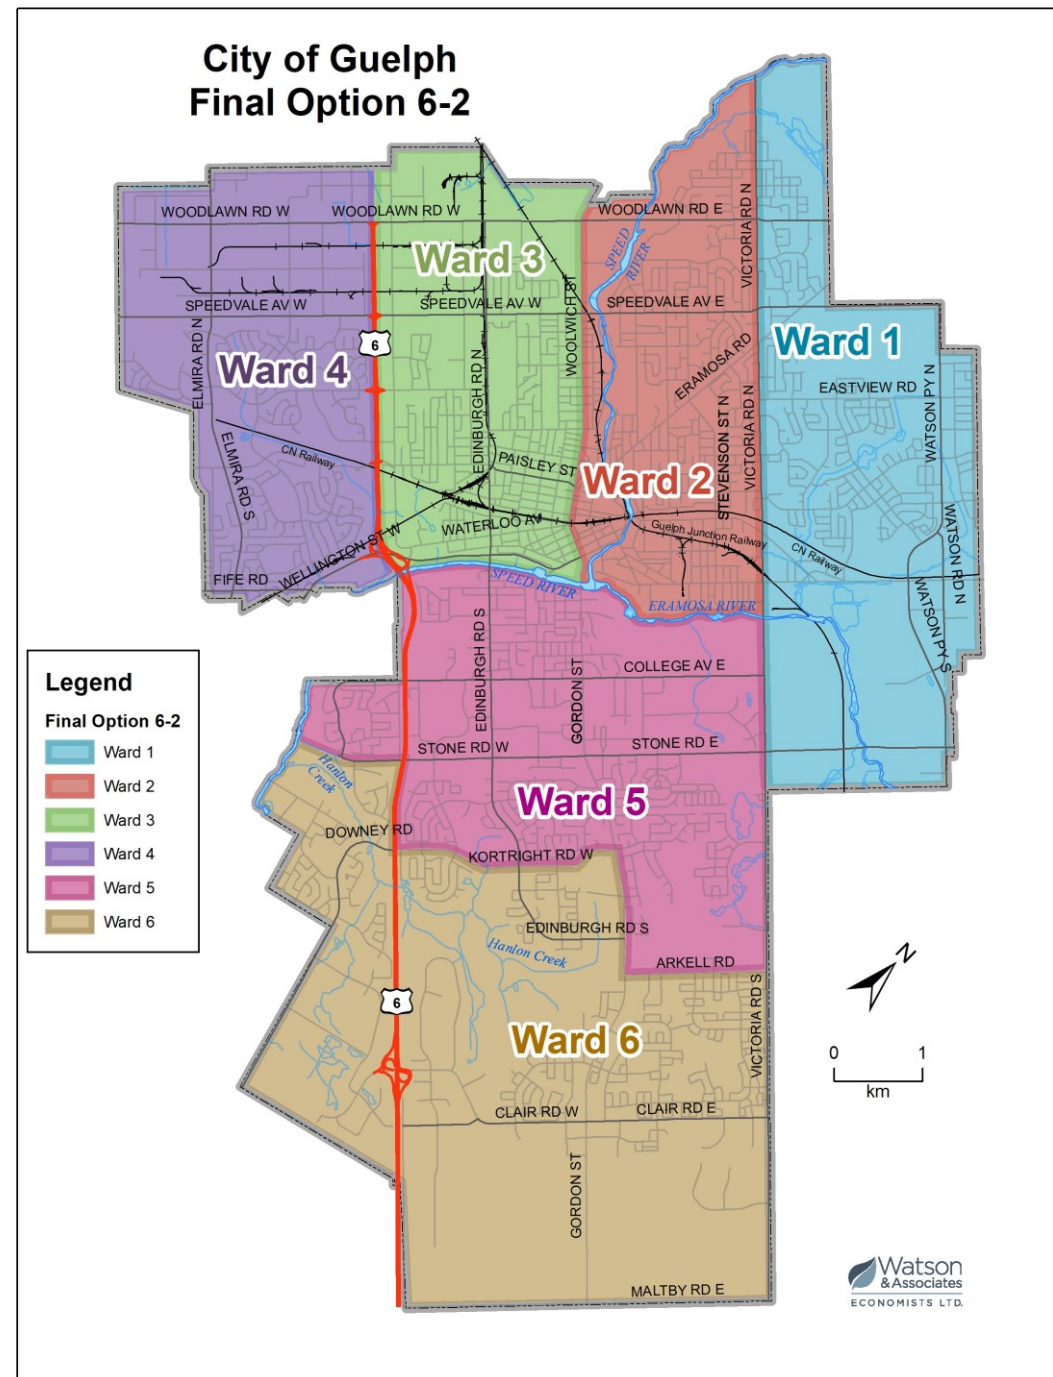 City of Guelph
Final Option 6-2
WOODLAWN RD W
WOODLAWN RD W
WOODLAWN RD E
SPEED
RIVER
VICTORIA RD N
Ward 3
SPEEDVALE AV W
SPEEDVALE AV W
SPEEDVALE AV E
ELMIRA RD N
6
WOOLWICH ST
ERAMOSA RD
Ward 1
Ward 4
EDINBURGH RD N
EASTVIEW RD
WATSON PY N
STEVENSON ST N
VICTORIA RD N
ELMIRA RD S
CN Railway
PAISLEY ST
Ward 2
WATERLOO AV
Guelph Junction Railway
CN Railway
WATSON RD N
WELLINGTON ST W
FIFE RD
SPEED RIVER
ERAMOSA RIVER
WATSON PY S
EDINBURGH RD S
GORDON ST
COLLEGE AV E
Legend
Final Option 6-2
Ward 1
Ward 2
Ward 3
Ward 4
Ward 5
Ward 6
STONE RD W
STONE RD E
Hanlon
Creek
Ward 5
DOWNEY RD
KORTRIGHT RD W
EDINBURGH RD S
Hanlon Creek
ARKELL RD
VICTORIA RD S
6
Ward 6
N
0 1
km
CLAIR RD W
CLAIR RD E
GORDON ST
MALTBY RD E
Watson
& Associates
ECONOMISTS LTD.